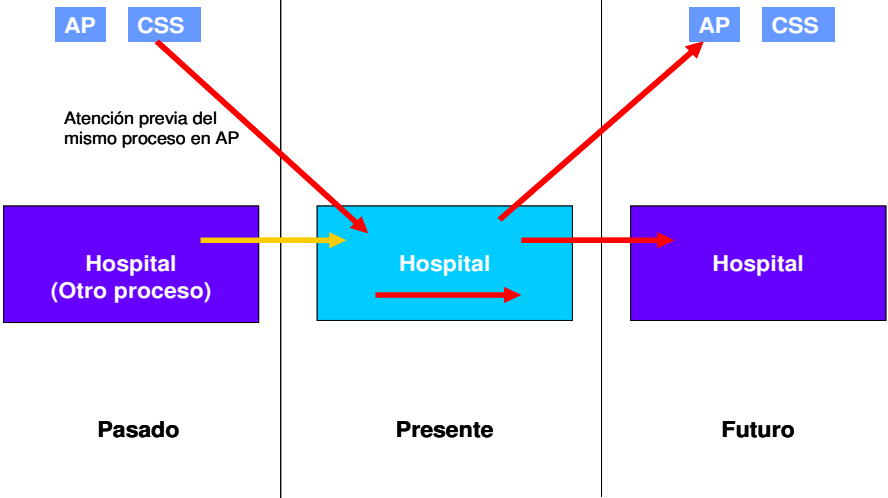 AP CSS
AP CSS
Atención previa del
mismo proceso en AP
Hospital
(Otro proceso)
Hospital
Hospital
Pasado
Presente
Futuro